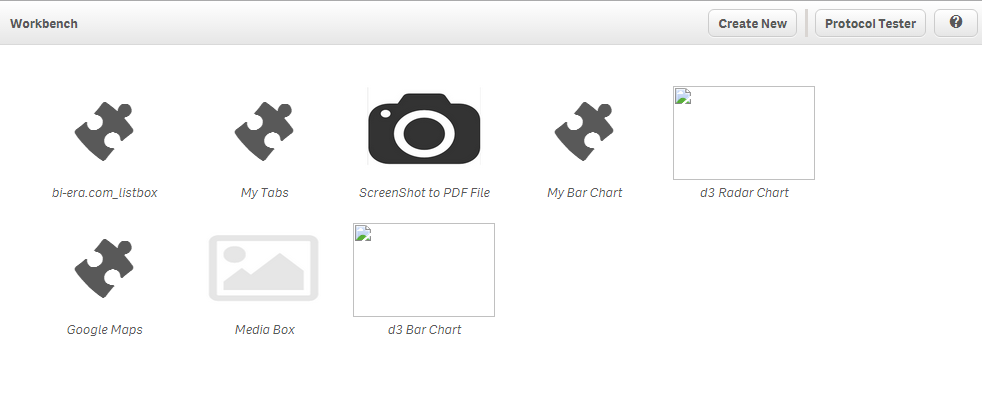 Workbench
Create New
Protocol Tester
?
bi-era.com_listbox
My Tabs
ScreenShot to PDF File
My Bar Chart
d3 Radar Chart
Google Maps
Media Box
d3 Bar Chart